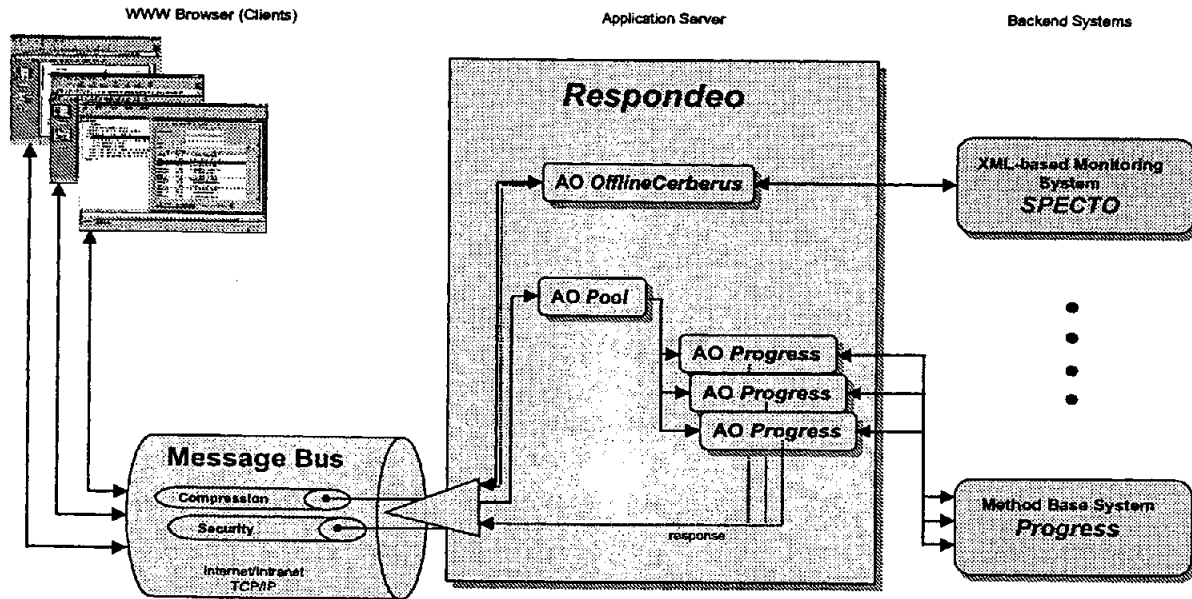 WWW Browser (Clients)
Application Server
Backend Systems
Respondeo
AO OfflineCerberus
XML-based Monitoring
System
SPECTO
AO Pool
AO Progress
AO Progress
AO Progress
Message Bus
Compression
Security
Internet/Intranet
TCP/IP
response
Method Base System
Progress